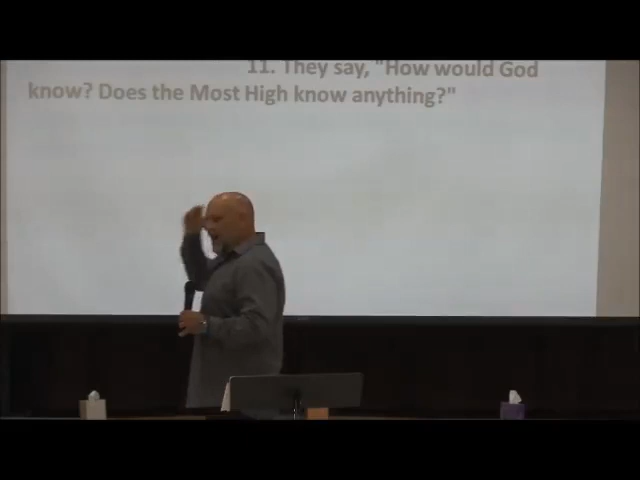 11. They say, "How would God
know? Does the Most High know anything?"